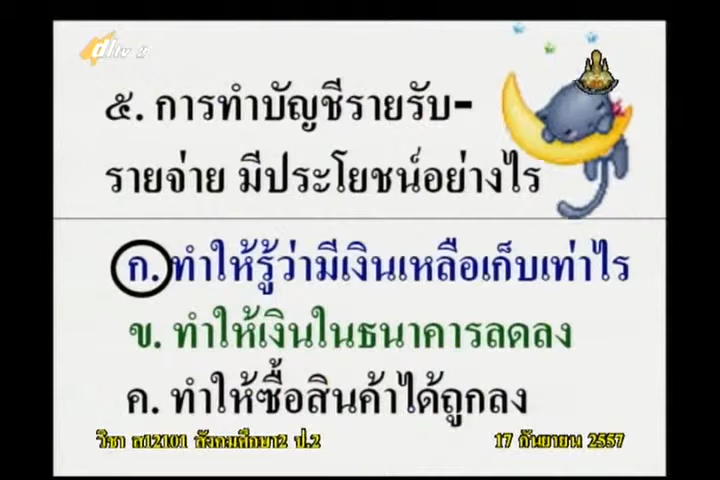 dltv 2
๕. การทำบัญชีรายรับ-
รายจ่าย มีประโยชน์อย่างไร
ก. ทำให้รู้ว่ามีเงินเหลือเก็บเท่าไร
ข. ทำให้เงินในธนาคารลดลง
ค. ทำให้ซื้อสินค้าได้ถูกลง
วิชา ส12101 สังคมศึกษา2 ป.2
17 กันยายน 2557